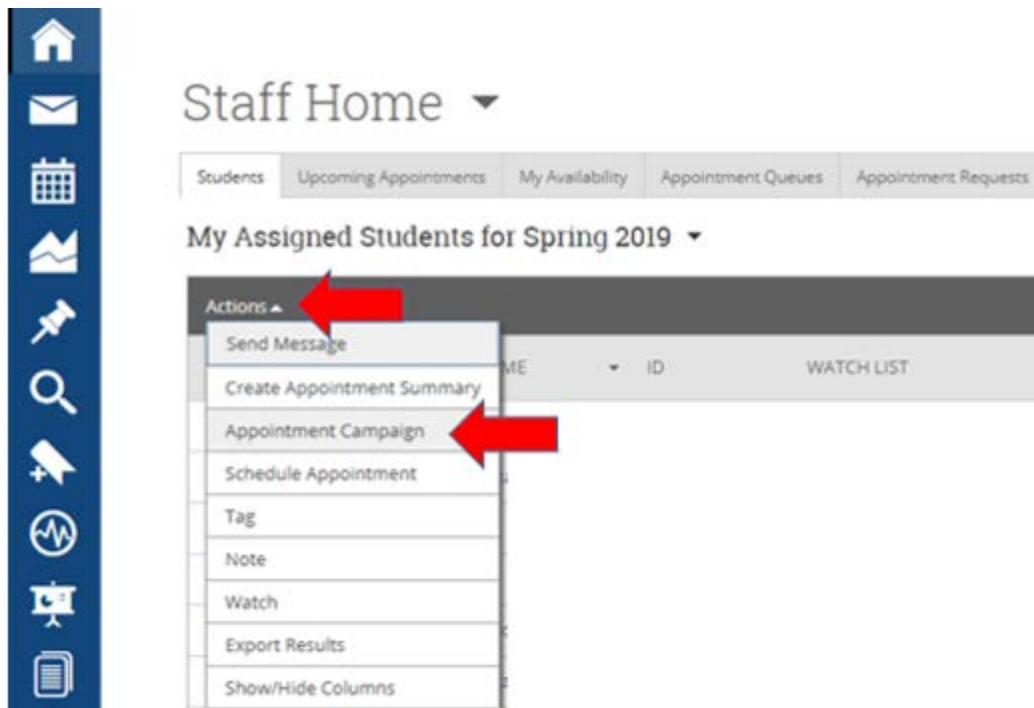 Staff Home
Students Upcoming Appointments My Availability Appointment Queues Appointment Requests
My Assigned Students for Spring 2019
Actions
Send Message
ME ID WATCH LIST
Create Appointment Summary
Appointment Campaign
Schedule Appointment
Tag
Note
Watch
Export Results
Show/Hide Columns